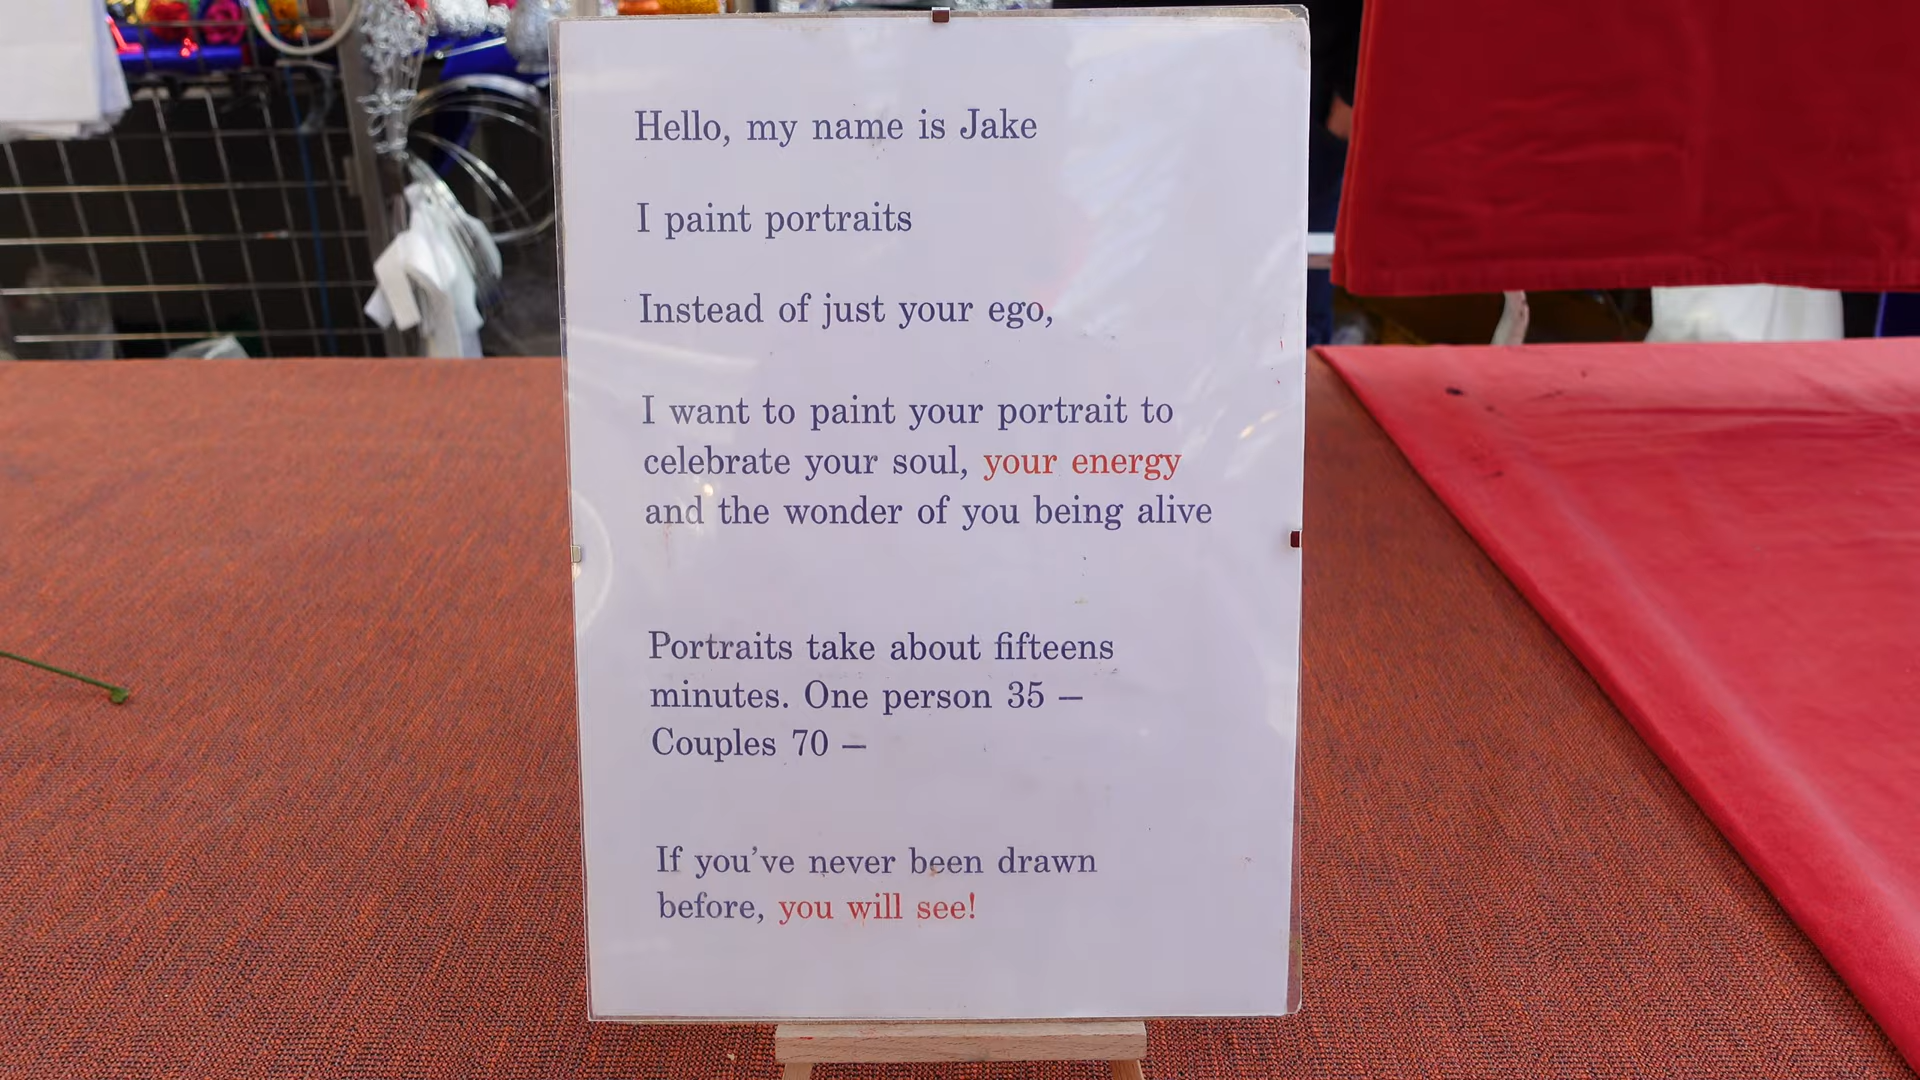 Hello, my name is Jake
I paint portraits
Instead of just your ego,
I want to paint your portrait to
celebrate your soul, your energy
and the wonder of you being alive
Portraits take about fifteens
minutes. One person 35 –
Couples 70 –
If you've never been drawn
before, you will see!